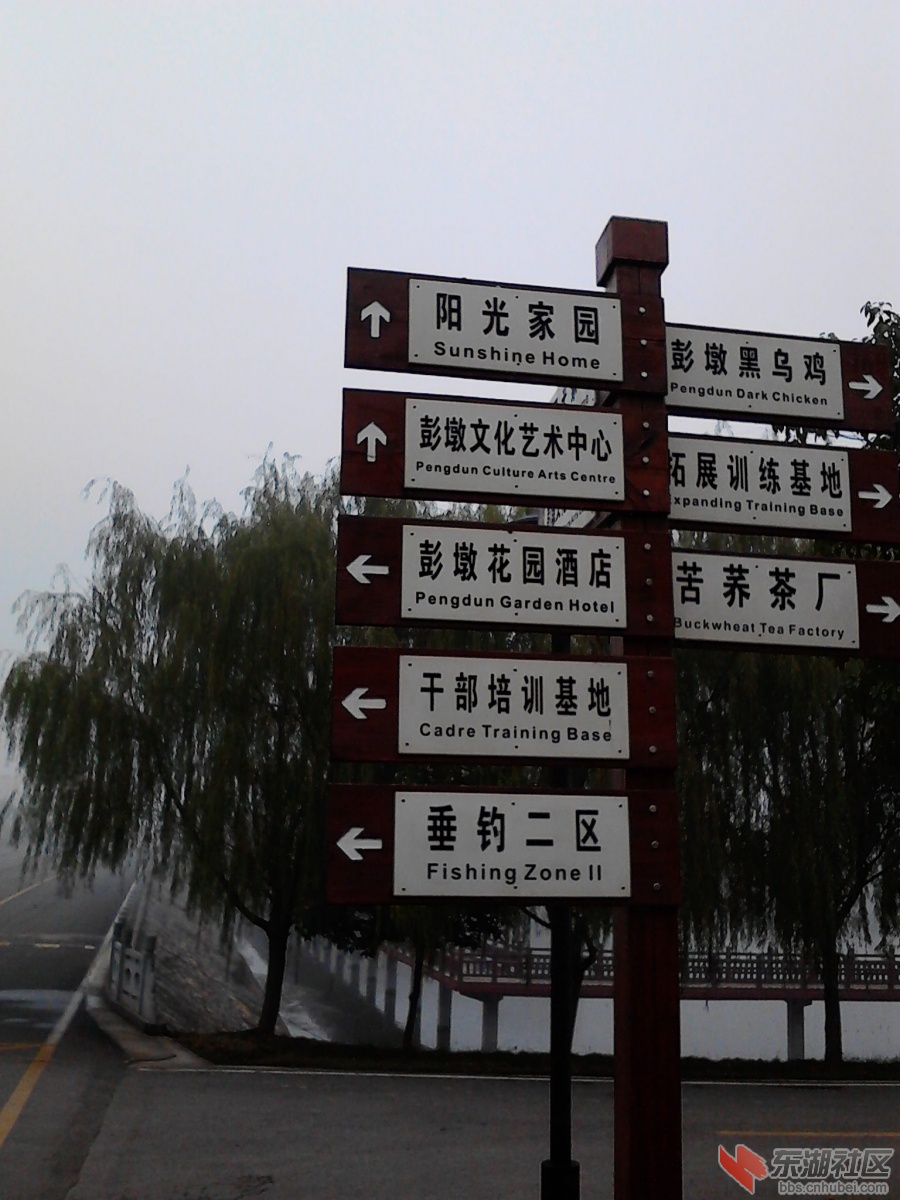 阳光家园
Sunshine Home
彭墩文化艺术中心
Pengdun Culture Arts Centre
彭墩花园酒店
Pengdun Garden Hotel
干部培训基地
Cadre Training Base
垂钓二区
Fishing Zone II
彭墩黑乌鸡
Pengdun Dark Chicken
拓展训练基地
Expanding Training Base
苦荞茶厂
Buckwheat Tea Factory
东湖社区
bbs.cnhubei.com